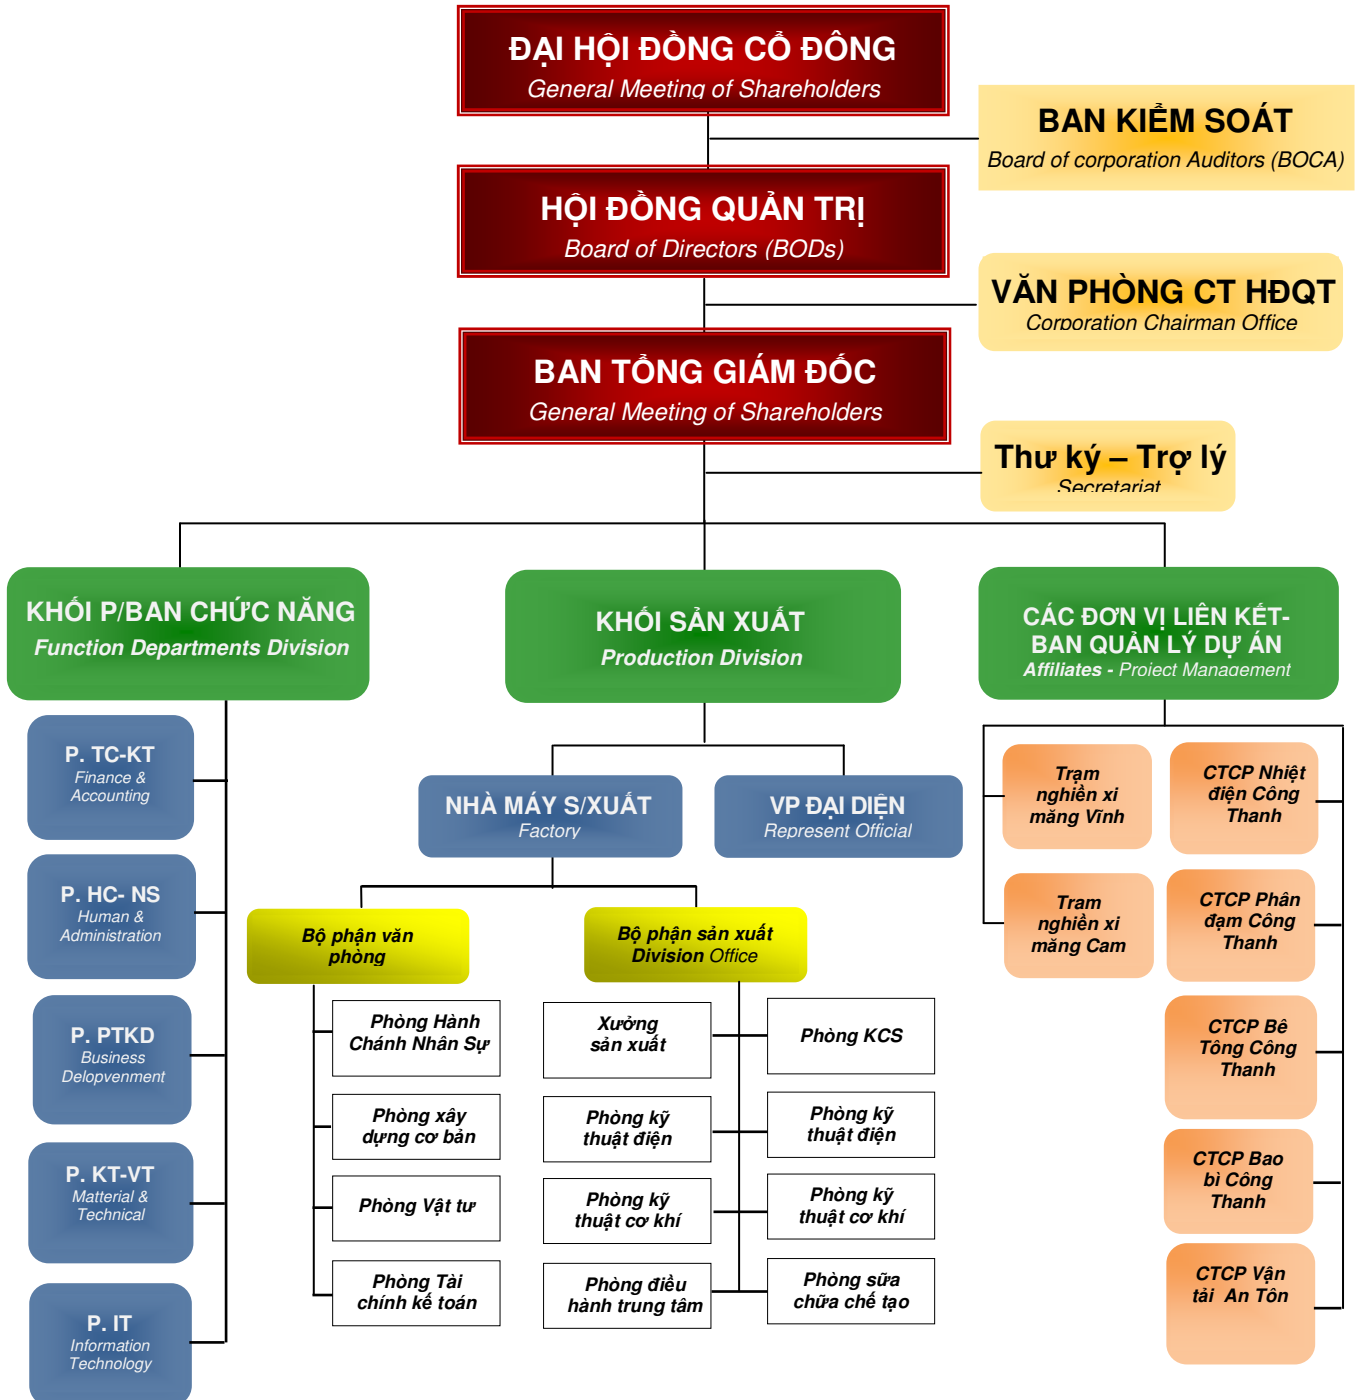 ĐẠI HỘI ĐỒNG CỔ ĐÔNG
General Meeting of Shareholders
BAN KIỂM SOÁT
Board of corporation Auditors (BOCA)
HỘI ĐỒNG QUẢN TRỊ
Board of Directors (BODs)
VĂN PHÒNG CT HĐQT
Corporation Chairman Office
BAN TỔNG GIÁM ĐỐC
General Meeting of Shareholders
Thư ký – Trợ lý
Secretariat
KHỐI P/BAN CHỨC NĂNG
Function Departments Division
KHỐI SẢN XUẤT
Production Division
CÁC ĐƠN VỊ LIÊN KẾT-
BAN QUẢN LÝ DỰ ÁN
Affiliates - Project Management
P. TC-KT
Finance &
Accounting
P. HC- NS
Human &
Administration
P. PTKD
Business
Delopvenment
P. KT-VT
Matterial &
Technical
P. IT
Information
Technology
NHÀ MÁY S/XUẤT
Factory
VP ĐẠI DIỆN
Represent Official
Bộ phận văn
phòng
Bộ phận sản xuất
Division Office
Phòng Hành
Chánh Nhân Sự
Phòng xây
dựng cơ bản
Phòng Vật tư
Phòng Tài
chính kế toán
Xưởng
sản xuất
Phòng KCS
Phòng kỹ
thuật điện
Phòng kỹ
thuật điện
Phòng kỹ
thuật cơ khí
Phòng kỹ
thuật cơ khí
Phòng điều
hành trung tâm
Phòng sữa
chữa chế tạo
Trạm
nghiền xi
măng Vĩnh
CTCP Nhiệt
điện Công
Thanh
Trạm
nghiền xi
măng Cam
CTCP Phân
đạm Công
Thanh
CTCP Bê
Tông Công
Thanh
CTCP Bao
bì Công
Thanh
CTCP Vận
tải An Tôn